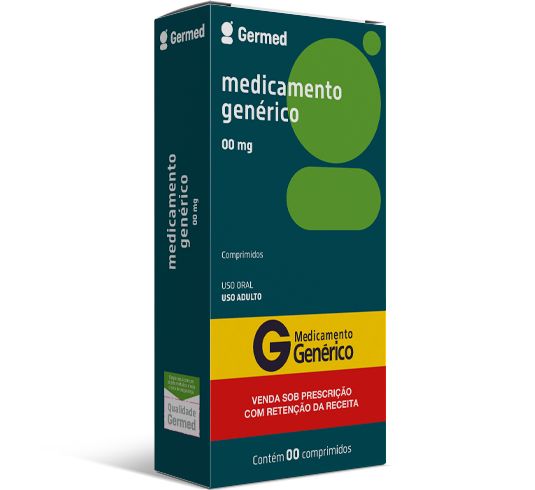 Germed
medicamento
genérico
00 mg
Comprimidos
USO ORAL
USO ADULTO
G Medicamento
Genérico
VENDA SOB PRESCRIÇÃO
COM RETENÇÃO DA RECEITA
Contém 00 comprimidos
Germed
medicamento
genérico
00 mg
Qualidade
Germed